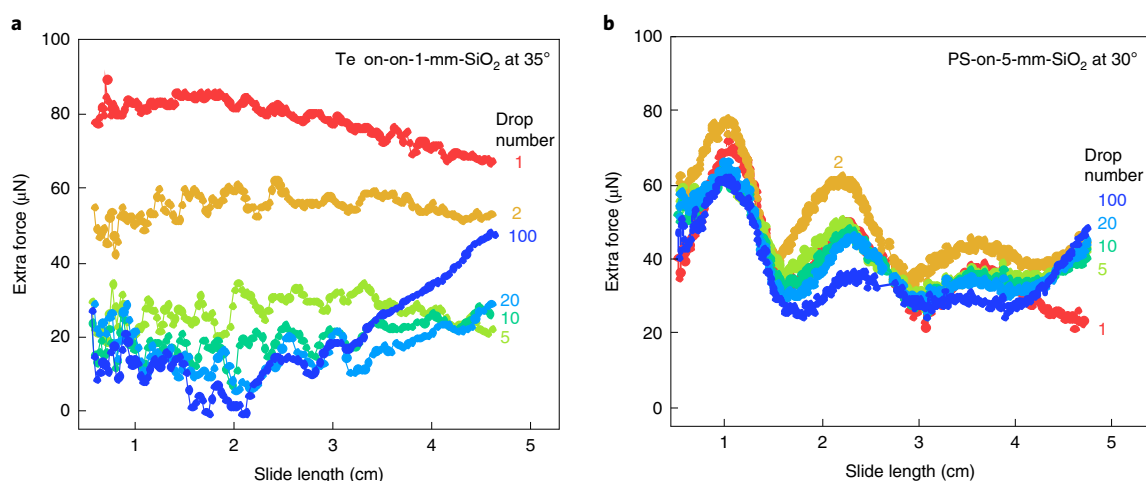 a
Te on-on-1-mm-SiO₂ at 35°
Extra force (µN)
100
80
60
40
20
0
Drop
number
1
2
100
20
10
5
1 2 3 4 5
Slide length (cm)
b
PS-on-5-mm-SiO₂ at 30°
Extra force (µN)
100
80
60
40
20
0
2
Drop
number
100
20
10
5
1
1 2 3 4 5
Slide length (cm)